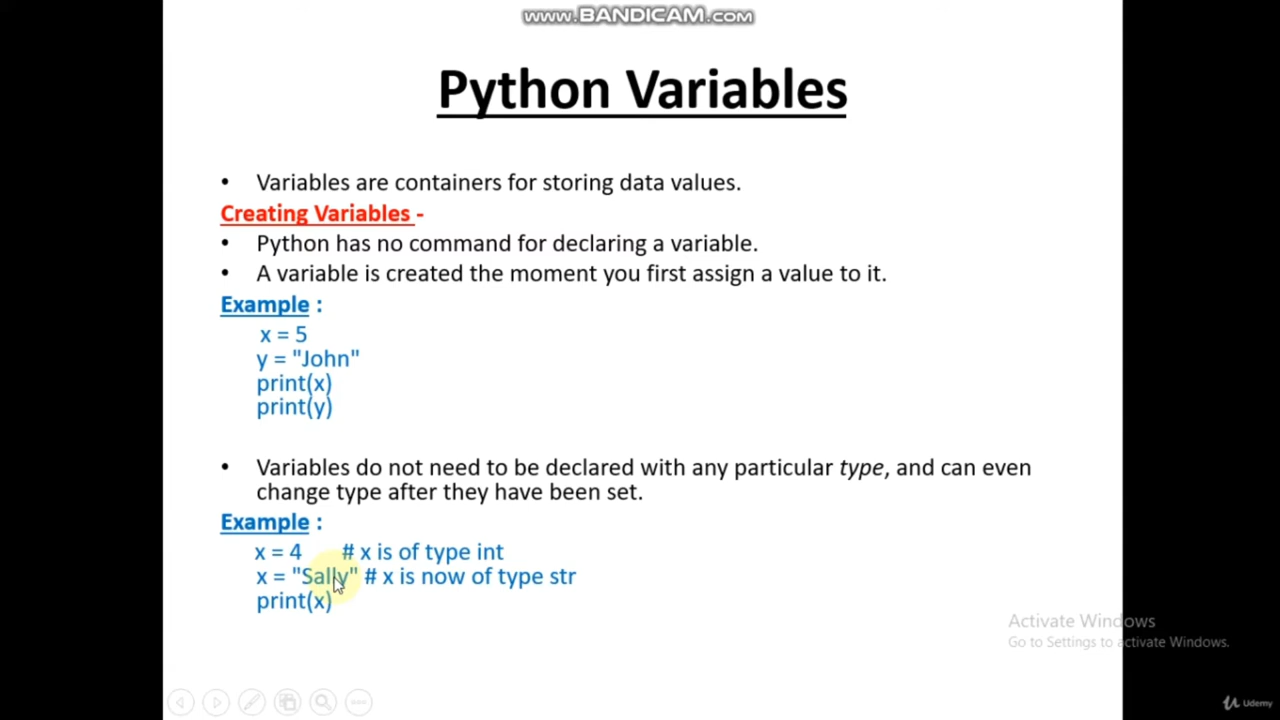 www.BANDICAM.com
Python Variables
• Variables are containers for storing data values.
Creating Variables -
• Python has no command for declaring a variable.
• A variable is created the moment you first assign a value to it.
Example :
x = 5
y = "John"
print(x)
print(y)
• Variables do not need to be declared with any particular type, and can even
change type after they have been set.
Example :
x = 4 # x is of type int
x = "Sally" # x is now of type str
print(x)
Activate Windows
Go to Settings to activate Windows.
Udemy